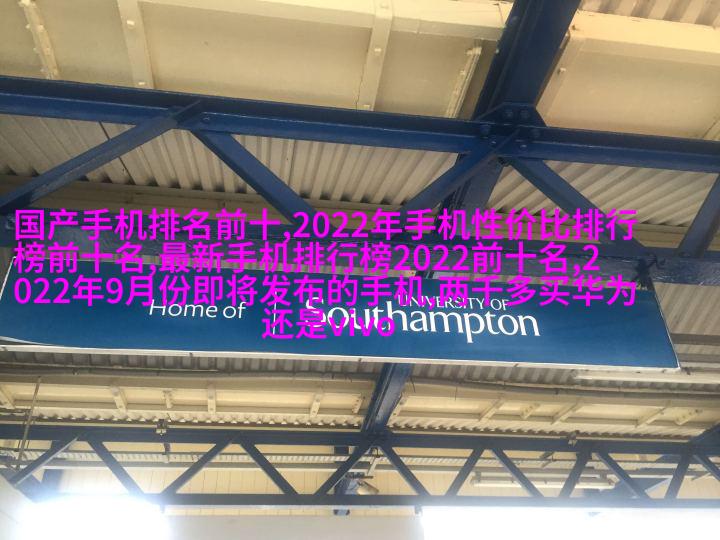 国产手机排名前十,2022年手机性价比排行
榜前十名,最新手机排行榜2022前十名,2
022年9月份即将发布的手机,两千多买华为
还是vivo
Home of
UNIVERSITY OF
Southampton